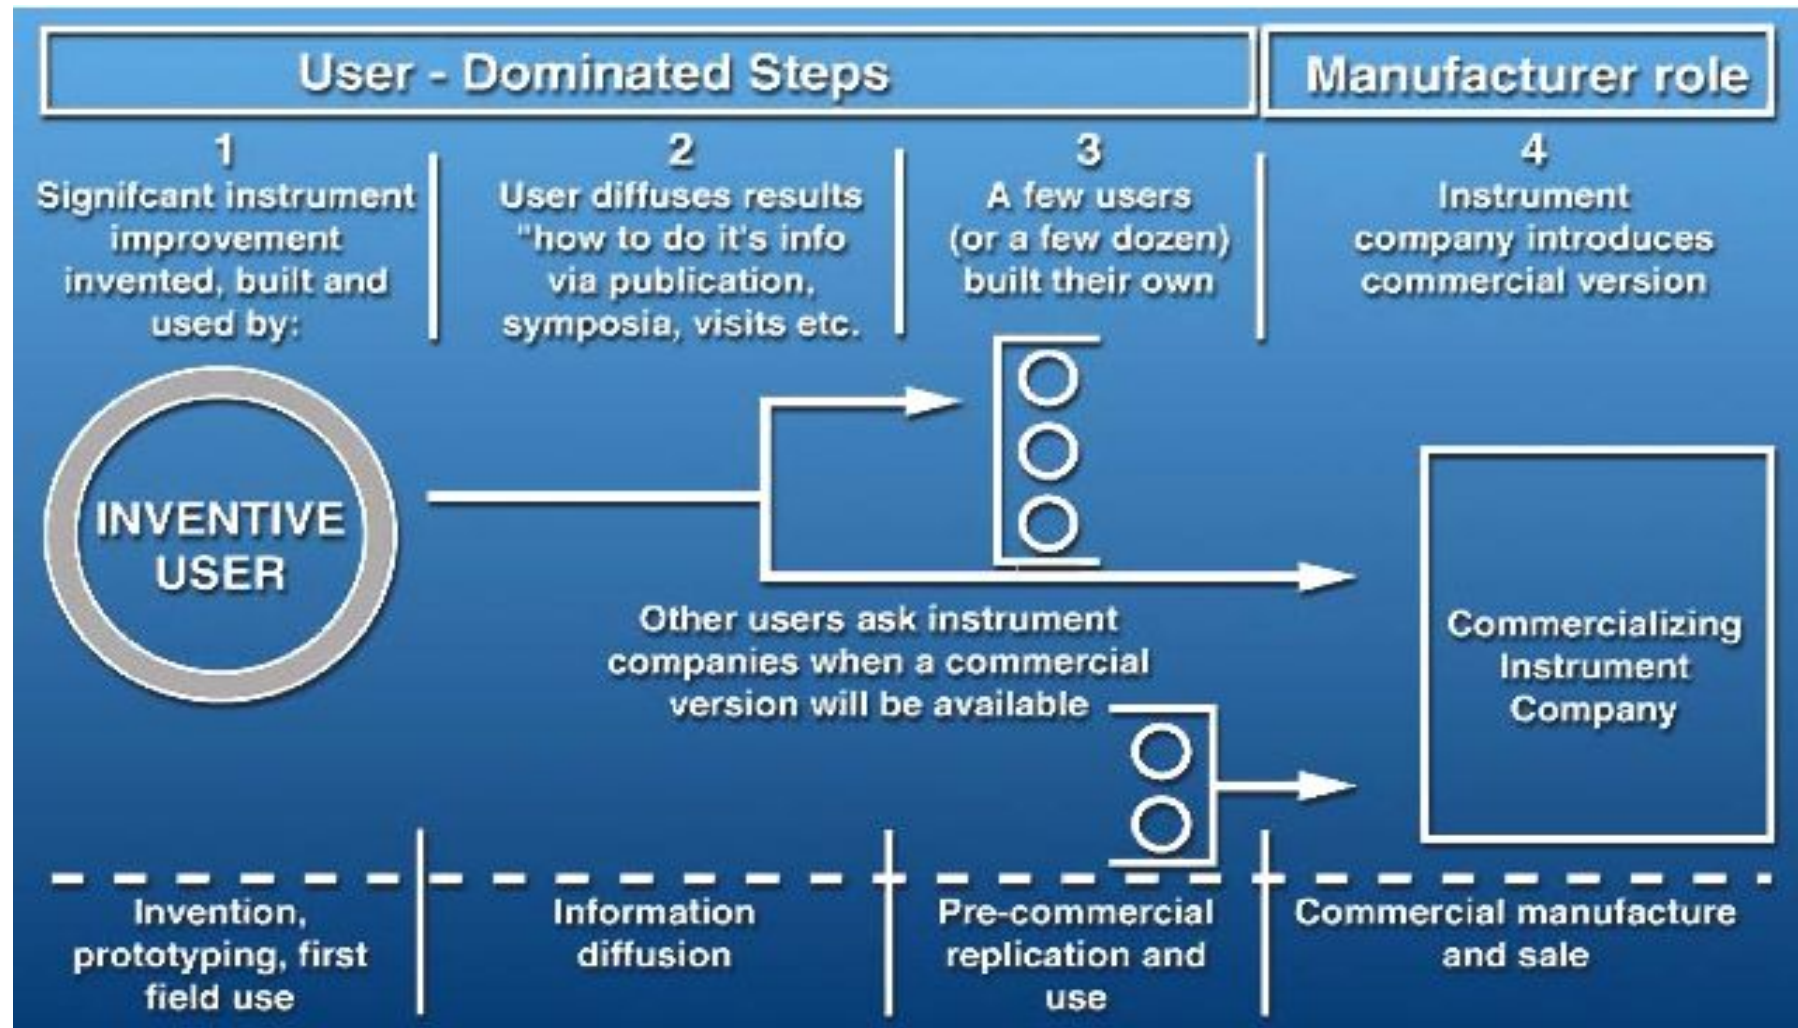 User - Dominated Steps
Manufacturer role
1
Signifcant instrument
improvement
invented, built and
used by:
2
User diffuses results
"how to do it's info
via publication,
symposia, visits etc.
3
A few users
(or a few dozen)
built their own
4
Instrument
company introduces
commercial version
INVENTIVE
USER
Other users ask instrument
companies when a commercial
version will be available
Commercializing
Instrument
Company
Invention,
prototyping, first
field use
Information
diffusion
Pre-commercial
replication and
use
Commercial manufacture
and sale